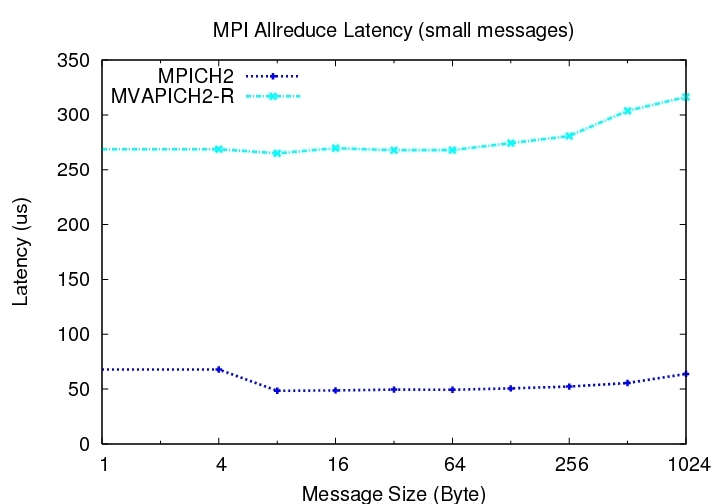 MPI Allreduce Latency (small messages)
350
300
250
200
150
100
50
0
MPICH2
MVAPICH2-R
Latency (us)
1 4 16 64 256 1024
Message Size (Byte)